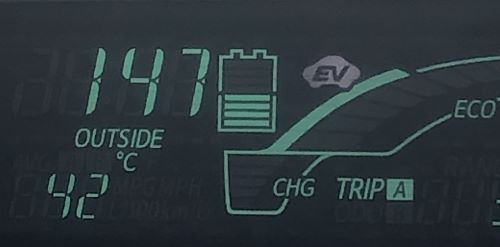 147
EV
ECO
OUTSIDE
°C
42
CHG
TRIP A